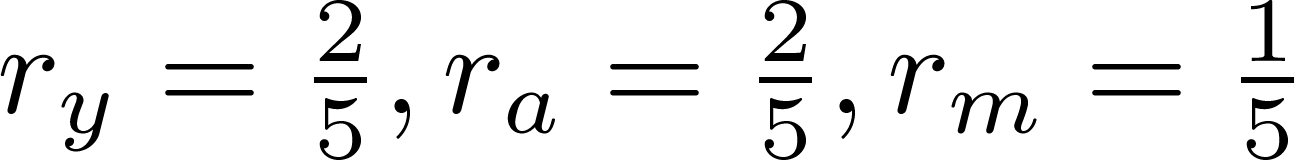 r_y = 2/5, r_a = 2/5, r_m = 1/5